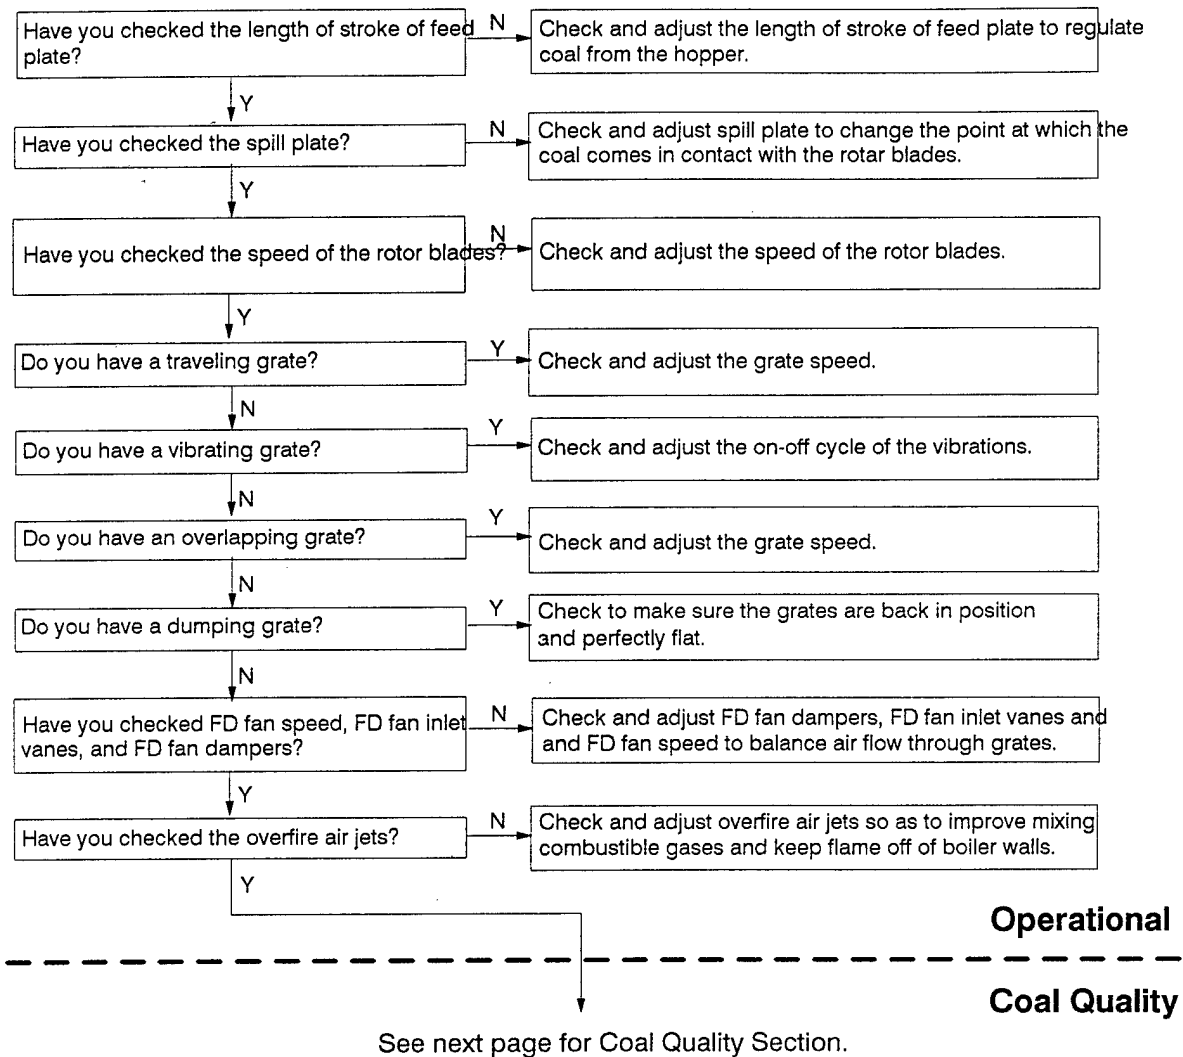 Have you checked the length of stroke of feed
plate?
N
Check and adjust the length of stroke of feed plate to regulate
coal from the hopper.
Y
Have you checked the spill plate?
N
Check and adjust spill plate to change the point at which the
coal comes in contact with the rotar blades.
Y
Have you checked the speed of the rotor blades?
N
Check and adjust the speed of the rotor blades.
Y
Do you have a traveling grate?
Y
Check and adjust the grate speed.
N
Do you have a vibrating grate?
Y
Check and adjust the on-off cycle of the vibrations.
N
Do you have an overlapping grate?
Y
Check and adjust the grate speed.
N
Do you have a dumping grate?
Y
Check to make sure the grates are back in position
and perfectly flat.
N
Have you checked FD fan speed, FD fan inlet
vanes, and FD fan dampers?
N
Check and adjust FD fan dampers, FD fan inlet vanes and
and FD fan speed to balance air flow through grates.
Y
Have you checked the overfire air jets?
N
Check and adjust overfire air jets so as to improve mixing
combustible gases and keep flame off of boiler walls.
Y
Operational
Coal Quality
See next page for Coal Quality Section.